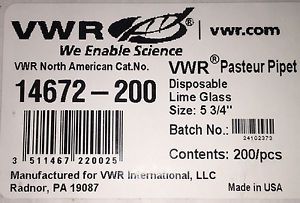 VWR | vwr.com
We Enable Science
VWR North American Cat.No.
14672-200
VWR® Pasteur Pipet
Disposable
Lime Glass
Size: 5 3/4"
Batch No.:
24102373
3 511467 220025
Contents: 200/pcs
Manufactured for VWR International, LLC
Radnor, PA 19087
Made in USA